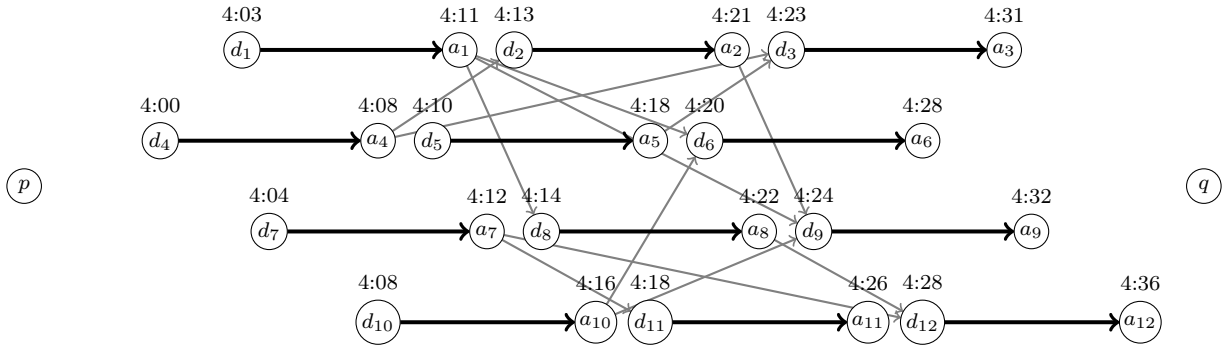 4:03 4:11 4:13 4:21 4:23 4:31
d1 a1 d2 a2 d3 a3
4:00 4:08 4:10 4:18 4:20 4:28
d4 a4 d5 a5 d6 a6
p q
4:04 4:12 4:14 4:22 4:24 4:32
d7 a7 d8 a8 d9 a9
4:08 4:16 4:18 4:26 4:28 4:36
d10 a10 d11 a11 d12 a12